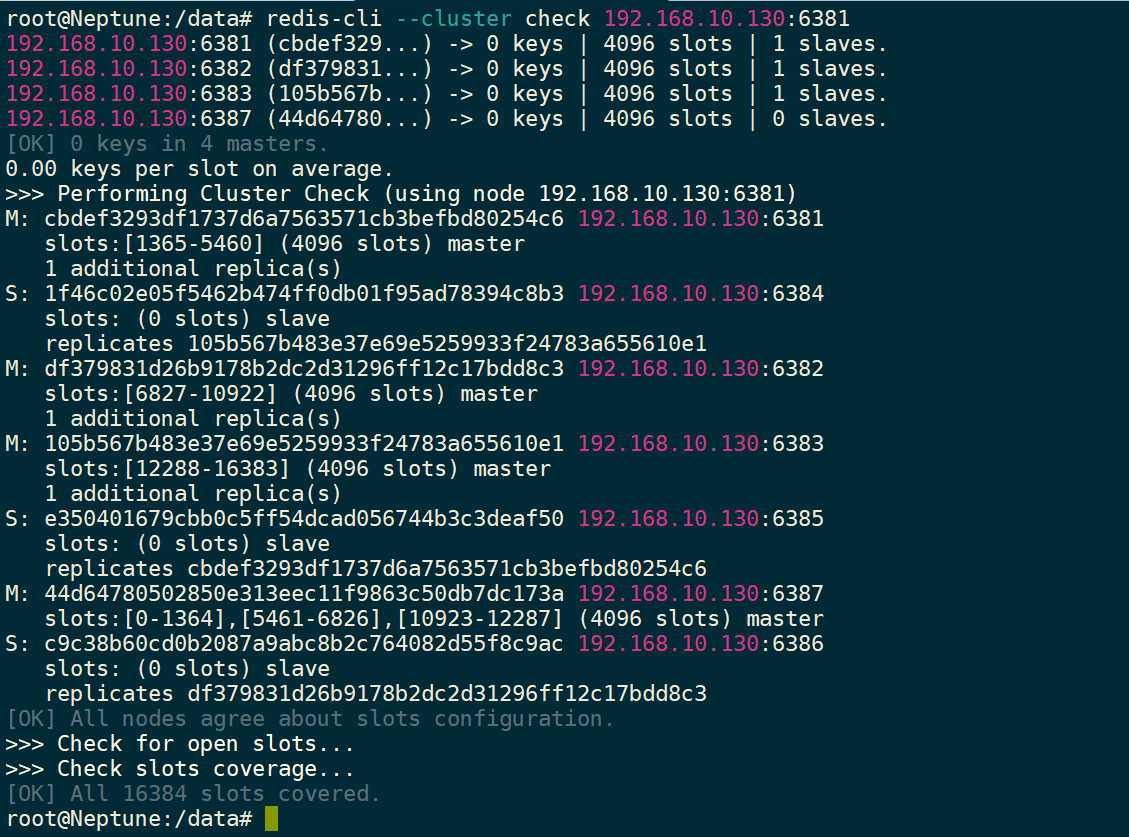 root@Neptune:/data# redis-cli --cluster check 192.168.10.130:6381
192.168.10.130:6381 (cbdef329...) -> 0 keys | 4096 slots | 1 slaves.
192.168.10.130:6382 (df379831...) -> 0 keys | 4096 slots | 1 slaves.
192.168.10.130:6383 (105b567b...) -> 0 keys | 4096 slots | 1 slaves.
192.168.10.130:6387 (44d64780...) -> 0 keys | 4096 slots | 0 slaves.
[OK] 0 keys in 4 masters.
0.00 keys per slot on average.
>>> Performing Cluster Check (using node 192.168.10.130:6381)
M: cbdef3293df1737d6a7563571cb3befbd80254c6 192.168.10.130:6381
   slots:[1365-5460] (4096 slots) master
   1 additional replica(s)
S: 1f46c02e05f5462b474ff0db01f95ad78394c8b3 192.168.10.130:6384
   slots: (0 slots) slave
   replicates 105b567b483e37e69e5259933f24783a655610e1
M: df379831d26b9178b2dc2d31296ff12c17bdd8c3 192.168.10.130:6382
   slots:[6827-10922] (4096 slots) master
   1 additional replica(s)
M: 105b567b483e37e69e5259933f24783a655610e1 192.168.10.130:6383
   slots:[12288-16383] (4096 slots) master
   1 additional replica(s)
S: e350401679cbb0c5ff54dcad056744b3c3deaf50 192.168.10.130:6385
   slots: (0 slots) slave
   replicates cbdef3293df1737d6a7563571cb3befbd80254c6
M: 44d64780502850e313eec11f9863c50db7dc173a 192.168.10.130:6387
   slots:[0-1364],[5461-6826],[10923-12287] (4096 slots) master
S: c9c38b60cd0b2087a9abc8b2c764082d55f8c9ac 192.168.10.130:6386
   slots: (0 slots) slave
   replicates df379831d26b9178b2dc2d31296ff12c17bdd8c3
[OK] All nodes agree about slots configuration.
>>> Check for open slots...
>>> Check slots coverage...
[OK] All 16384 slots covered.
root@Neptune:/data#